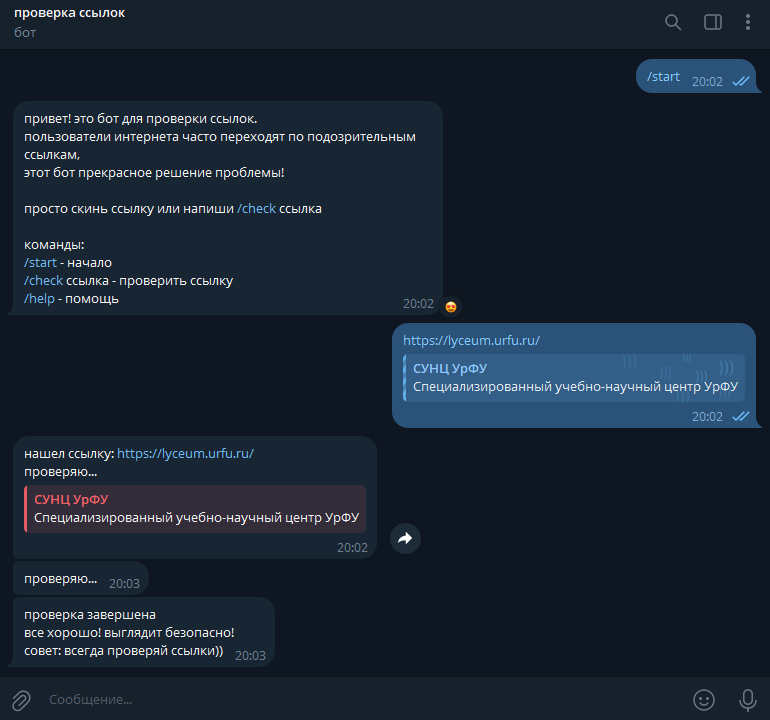 проверка ссылок
бот
/start 20:02
привет! это бот для проверки ссылок.
пользователи интернета часто переходят по подозрительным
ссылкам,
этот бот прекрасное решение проблемы!
просто скинь ссылку или напиши /check ссылка
команды:
/start - начало
/check ссылка - проверить ссылку
/help - помощь
20:02
https://lyceum.urfu.ru/
СУНЦ УрФУ
Специализированный учебно-научный центр УрФУ
20:02
нашел ссылку: https://lyceum.urfu.ru/
проверяю...
СУНЦ УрФУ
Специализированный учебно-научный центр УрФУ
20:02
проверяю... 20:03
проверка завершена
все хорошо! выглядит безопасно!
совет: всегда проверяй ссылки)) 20:03
Сообщение...